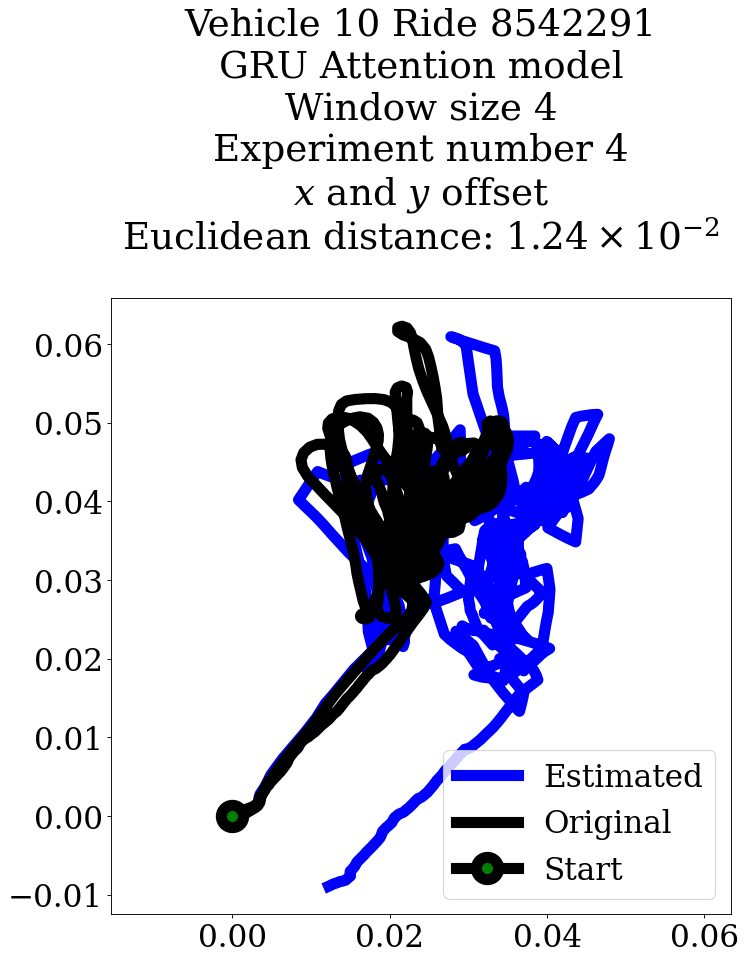 Vehicle 10 Ride 8542291
GRU Attention model
Window size 4
Experiment number 4
x and y offset
Euclidean distance: 1.24 × 10⁻²
0.06
0.05
0.04
0.03
0.02
0.01
0.00
−0.01
Estimated
Original
Start
0.00 0.02 0.04 0.06